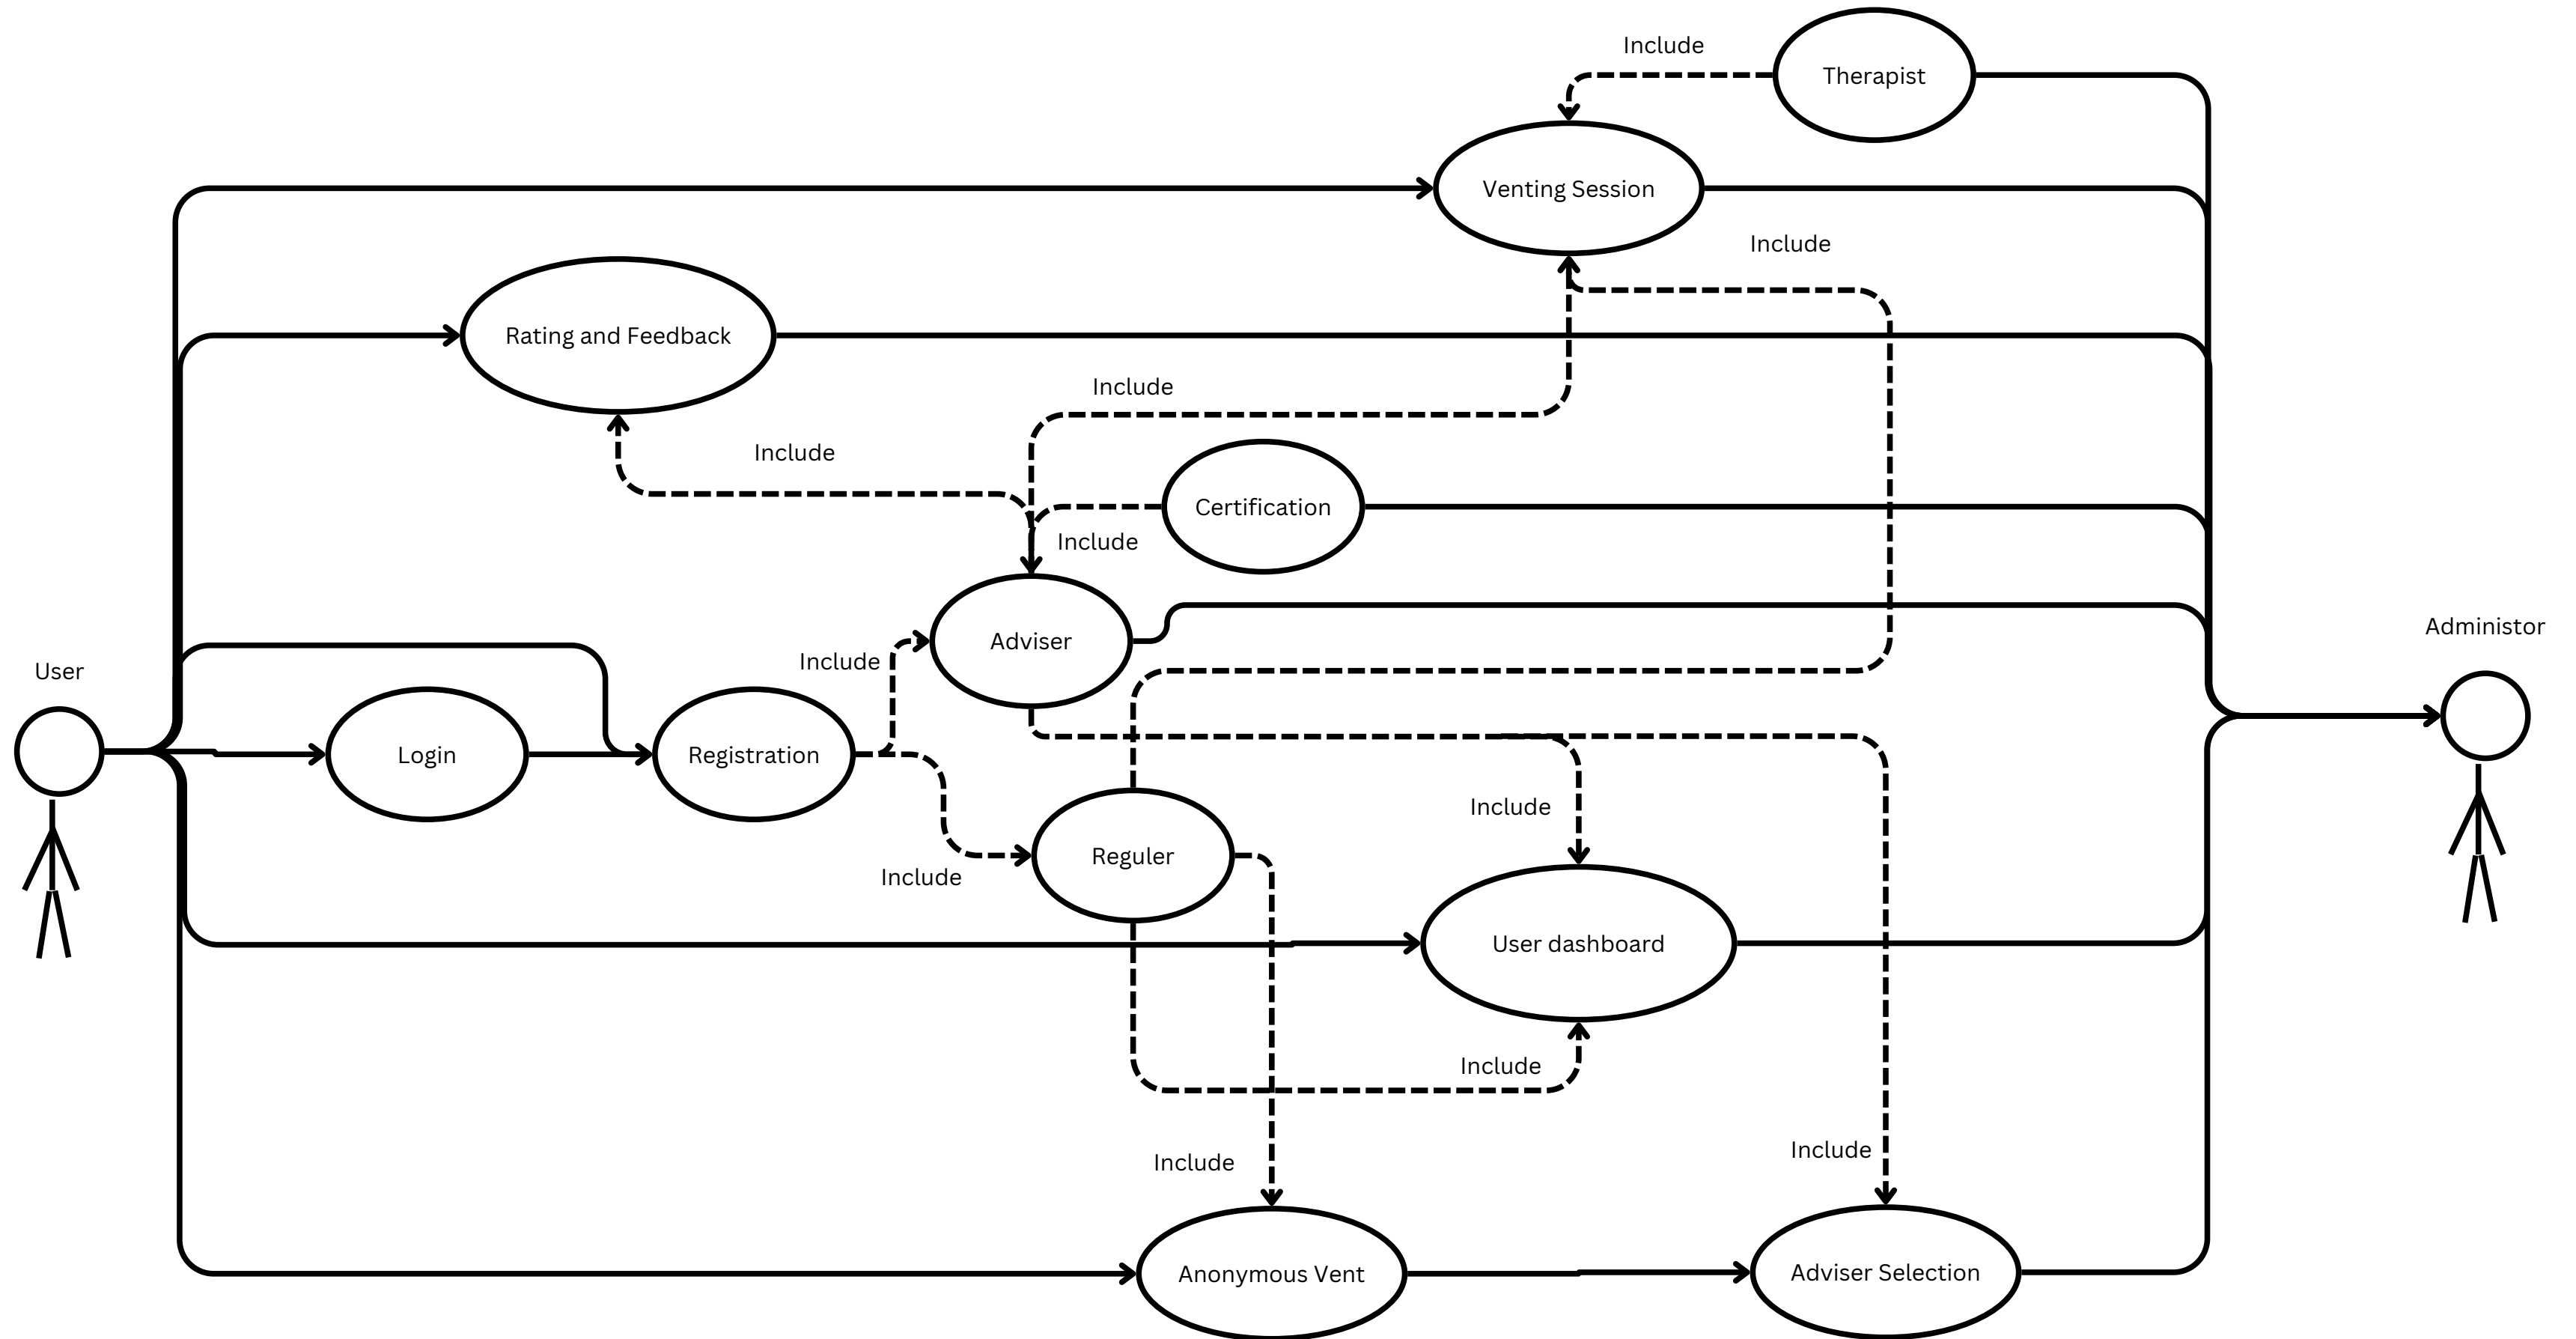 Include
Therapist
Venting Session
Include
Rating and Feedback
Include
Include
Certification
Include
Administor
Adviser
Include
User
Login
Registration
Include
Reguler
Include
User dashboard
Include
Include
Include
Anonymous Vent
Adviser Selection